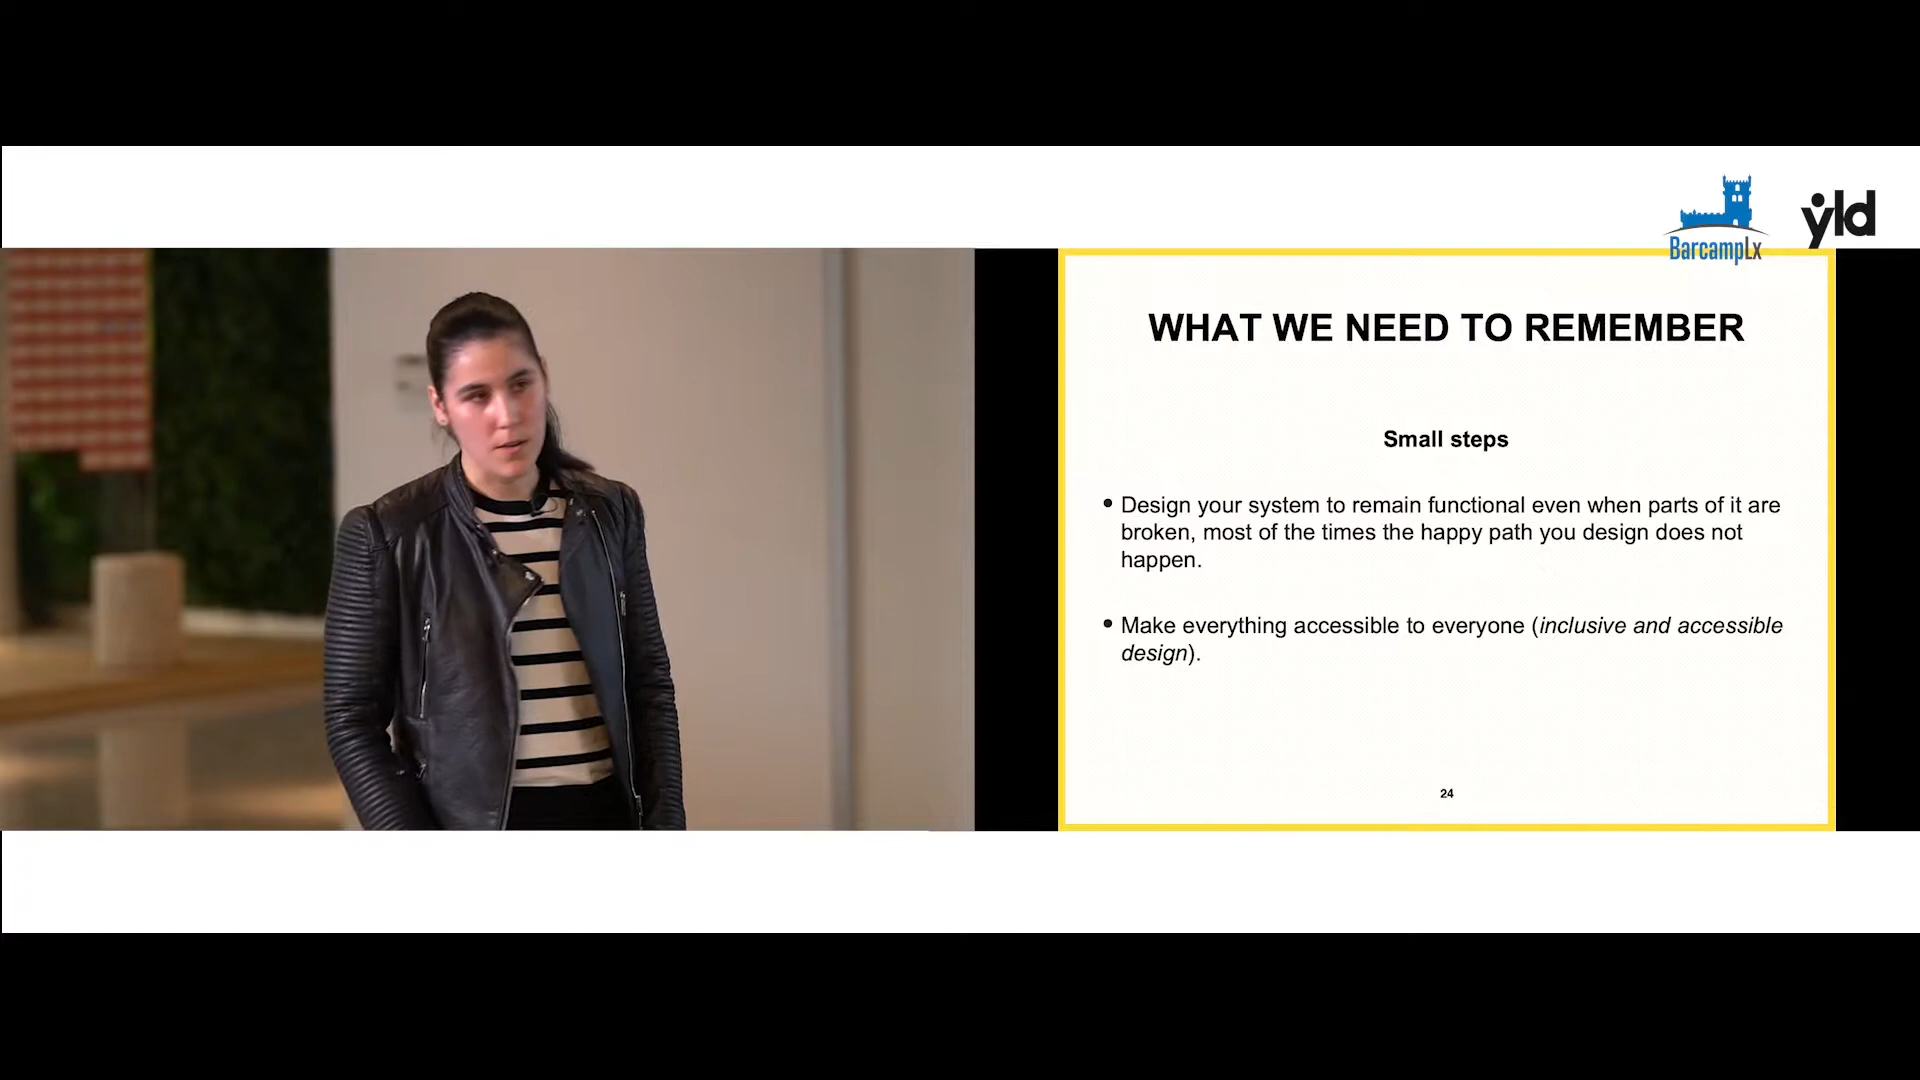 BarcampLx
yld
WHAT WE NEED TO REMEMBER
Small steps
• Design your system to remain functional even when parts of it are
broken, most of the times the happy path you design does not
happen.
• Make everything accessible to everyone (inclusive and accessible
design).
24